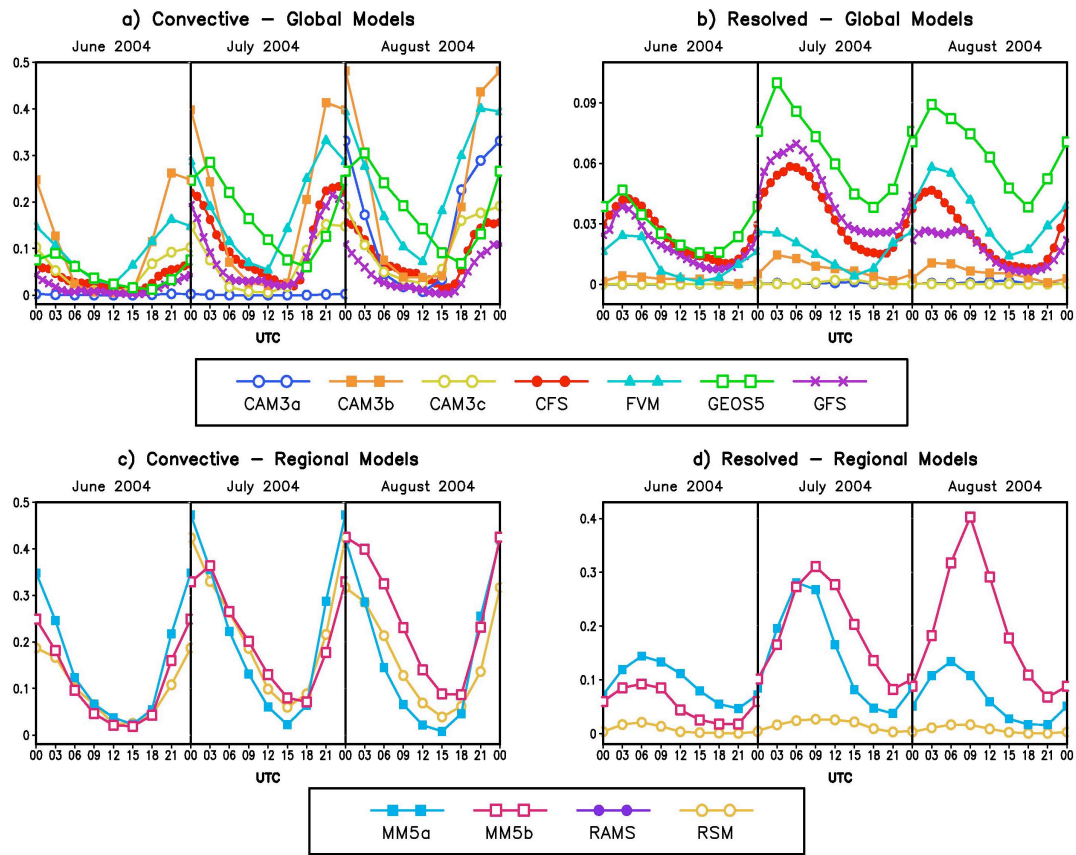 a) Convective – Global Models
June 2004 July 2004 August 2004
0.5
0.4
0.3
0.2
0.1
0
00 03 06 09 12 15 18 21 00 03 06 09 12 15 18 21 00 03 06 09 12 15 18 21 00
UTC
b) Resolved – Global Models
June 2004 July 2004 August 2004
0.09
0.06
0.03
0
00 03 06 09 12 15 18 21 00 03 06 09 12 15 18 21 00 03 06 09 12 15 18 21 00
UTC
CAM3a CAM3b CAM3c CFS FVM GEOS5 GFS
c) Convective – Regional Models
June 2004 July 2004 August 2004
0.5
0.4
0.3
0.2
0.1
0
00 03 06 09 12 15 18 21 00 03 06 09 12 15 18 21 00 03 06 09 12 15 18 21 00
UTC
d) Resolved – Regional Models
June 2004 July 2004 August 2004
0.4
0.3
0.2
0.1
0
00 03 06 09 12 15 18 21 00 03 06 09 12 15 18 21 00 03 06 09 12 15 18 21 00
UTC
MM5a MM5b RAMS RSM